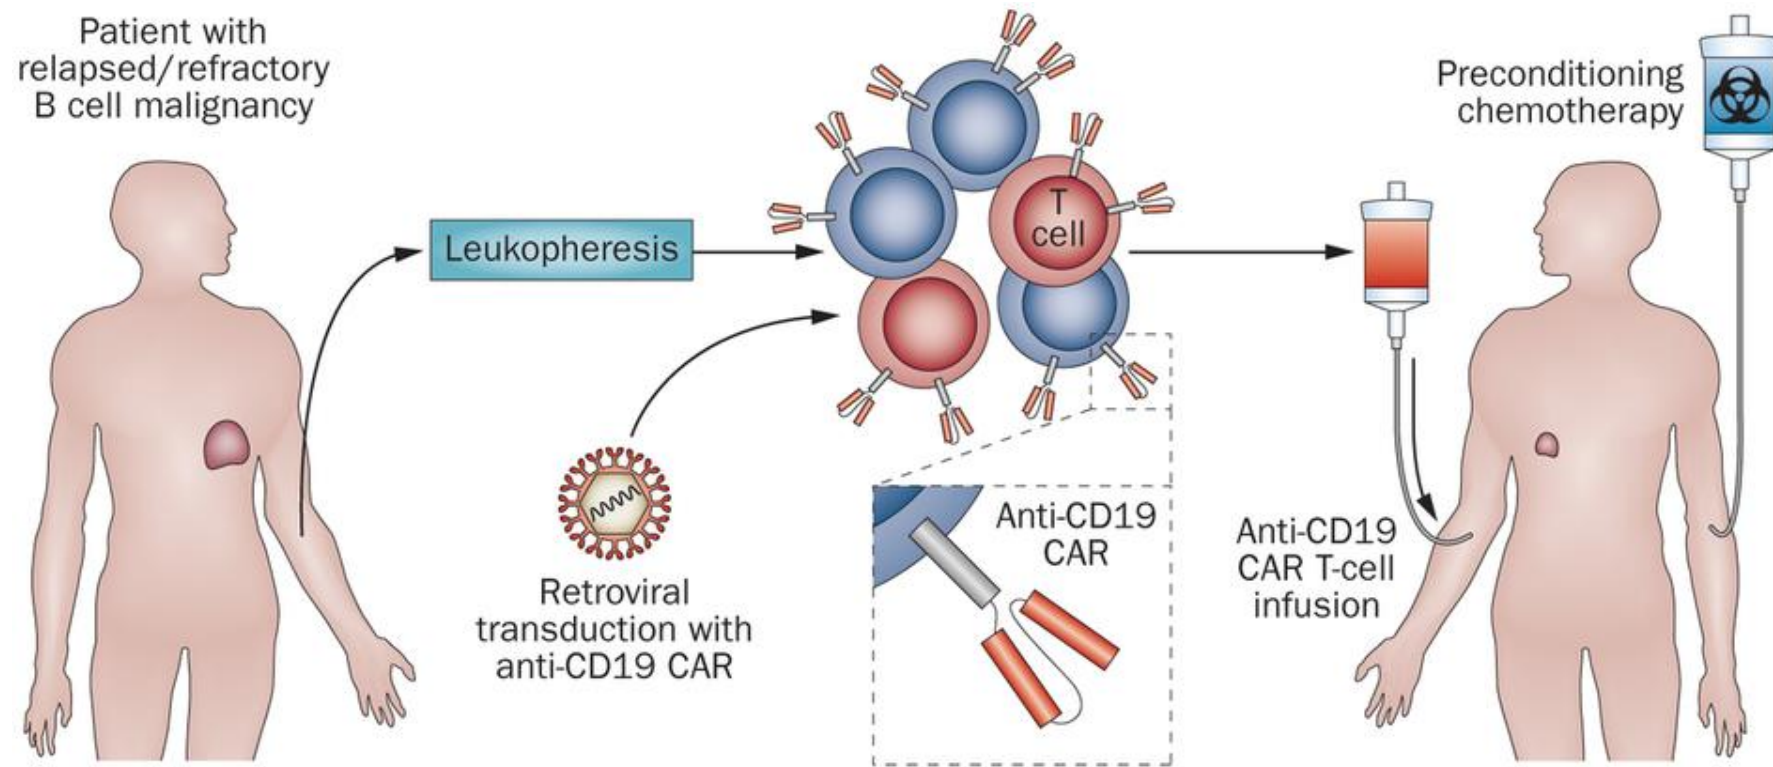 Patient with
relapsed/refractory
B cell malignancy
Leukopheresis
Retroviral
transduction with
anti-CD19 CAR
T
cell
Anti-CD19
CAR
Preconditioning
chemotherapy
Anti-CD19
CAR T-cell
infusion